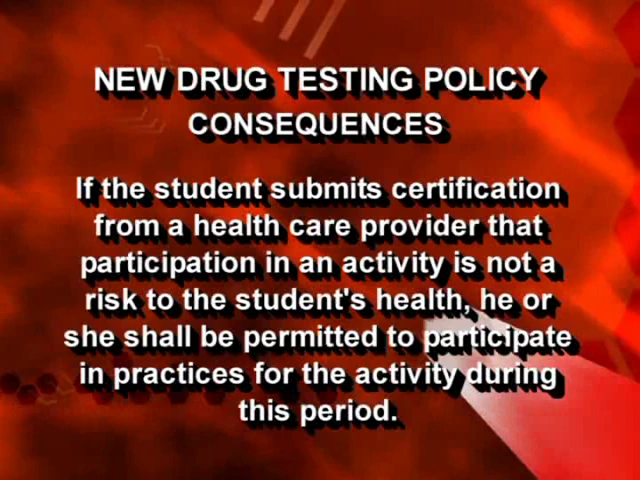 NEW DRUG TESTING POLICY
CONSEQUENCES
If the student submits certification
from a health care provider that
participation in an activity is not a
risk to the student's health, he or
she shall be permitted to participate
in practices for the activity during
this period.